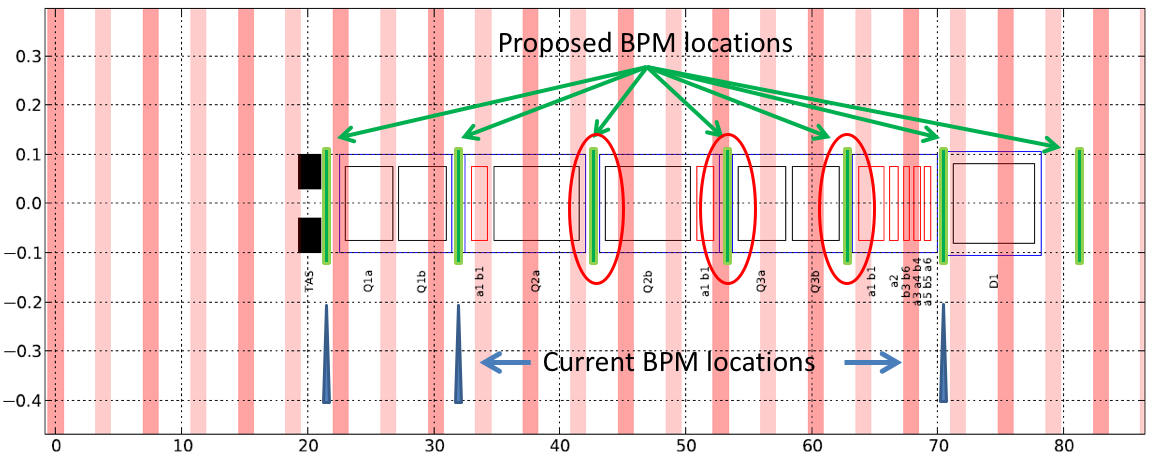 Proposed BPM locations
0.3
0.2
0.1
0.0
−0.1
−0.2
−0.3
−0.4
TAS
Q1a
Q1b
a1 b1
Q2a
Q2b
a1 b1
Q3a
Q3b
a1 b1
a2
b3 b6
a3 a4 b4
a5 b5 a6
D1
Current BPM locations
0 10 20 30 40 50 60 70 80